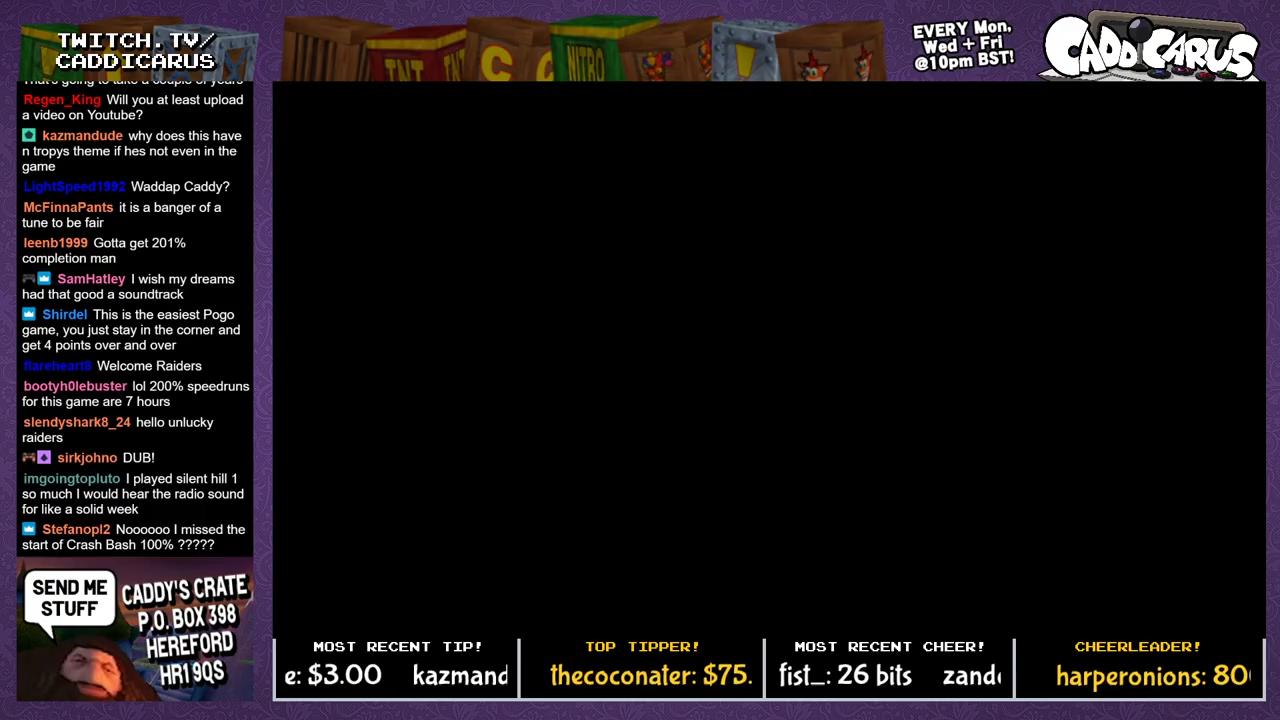 TWITCH.TV/
CADDICARUS
EVERY Mon,
Wed + Fri
@10pm BST!
CADDICARUS
TNT
NITRO
C
!
That's going to take a couple of years
Regen_King Will you at least upload
a video on Youtube?
kazmandude why does this have
n tropys theme if hes not even in the
game
LightSpeed1992 Waddap Caddy?
McFinnaPants it is a banger of a
tune to be fair
leenb1999 Gotta get 201%
completion man
SamHatley I wish my dreams
had that good a soundtrack
Shirdel This is the easiest Pogo
game, you just stay in the corner and
get 4 points over and over
flareheart8 Welcome Raiders
bootyh0lebuster lol 200% speedruns
for this game are 7 hours
slendyshark8_24 hello unlucky
raiders
sirkjohno DUB!
imgoingtopluto I played silent hill 1
so much I would hear the radio sound
for like a solid week
Stefanopl2 Noooooo I missed the
start of Crash Bash 100% ?????
SEND ME
STUFF
CADDY'S CRATE
P.O. BOX 398
HEREFORD
HR1 9QS
MOST RECENT TIP!
e: $3.00 kazmand
TOP TIPPER!
thecoconater: $75.
MOST RECENT CHEER!
fist_: 26 bits zand
CHEERLEADER!
harperonions: 80